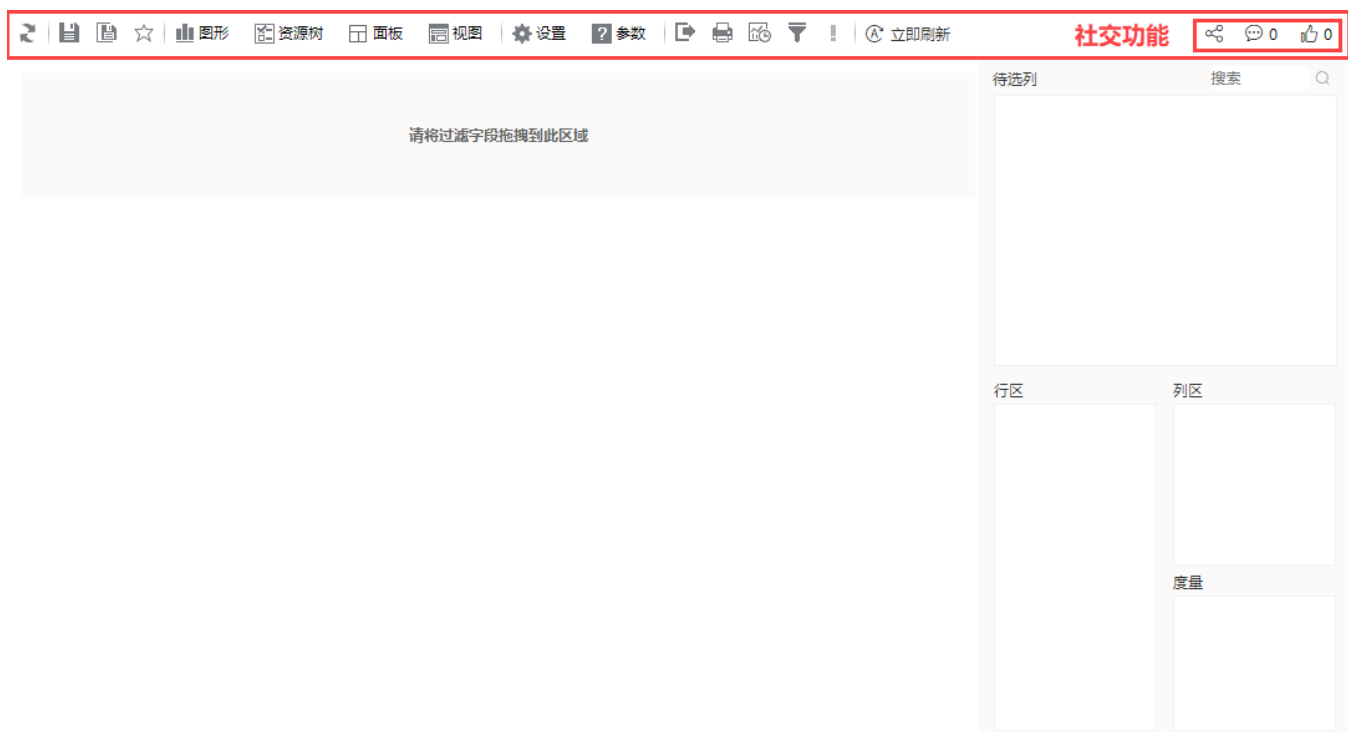 图形 资源树 面板 视图 设置 ? 参数 立即刷新 社交功能 0 0
待选列 搜索
请将过滤字段拖拽到此区域
行区 列区
度量